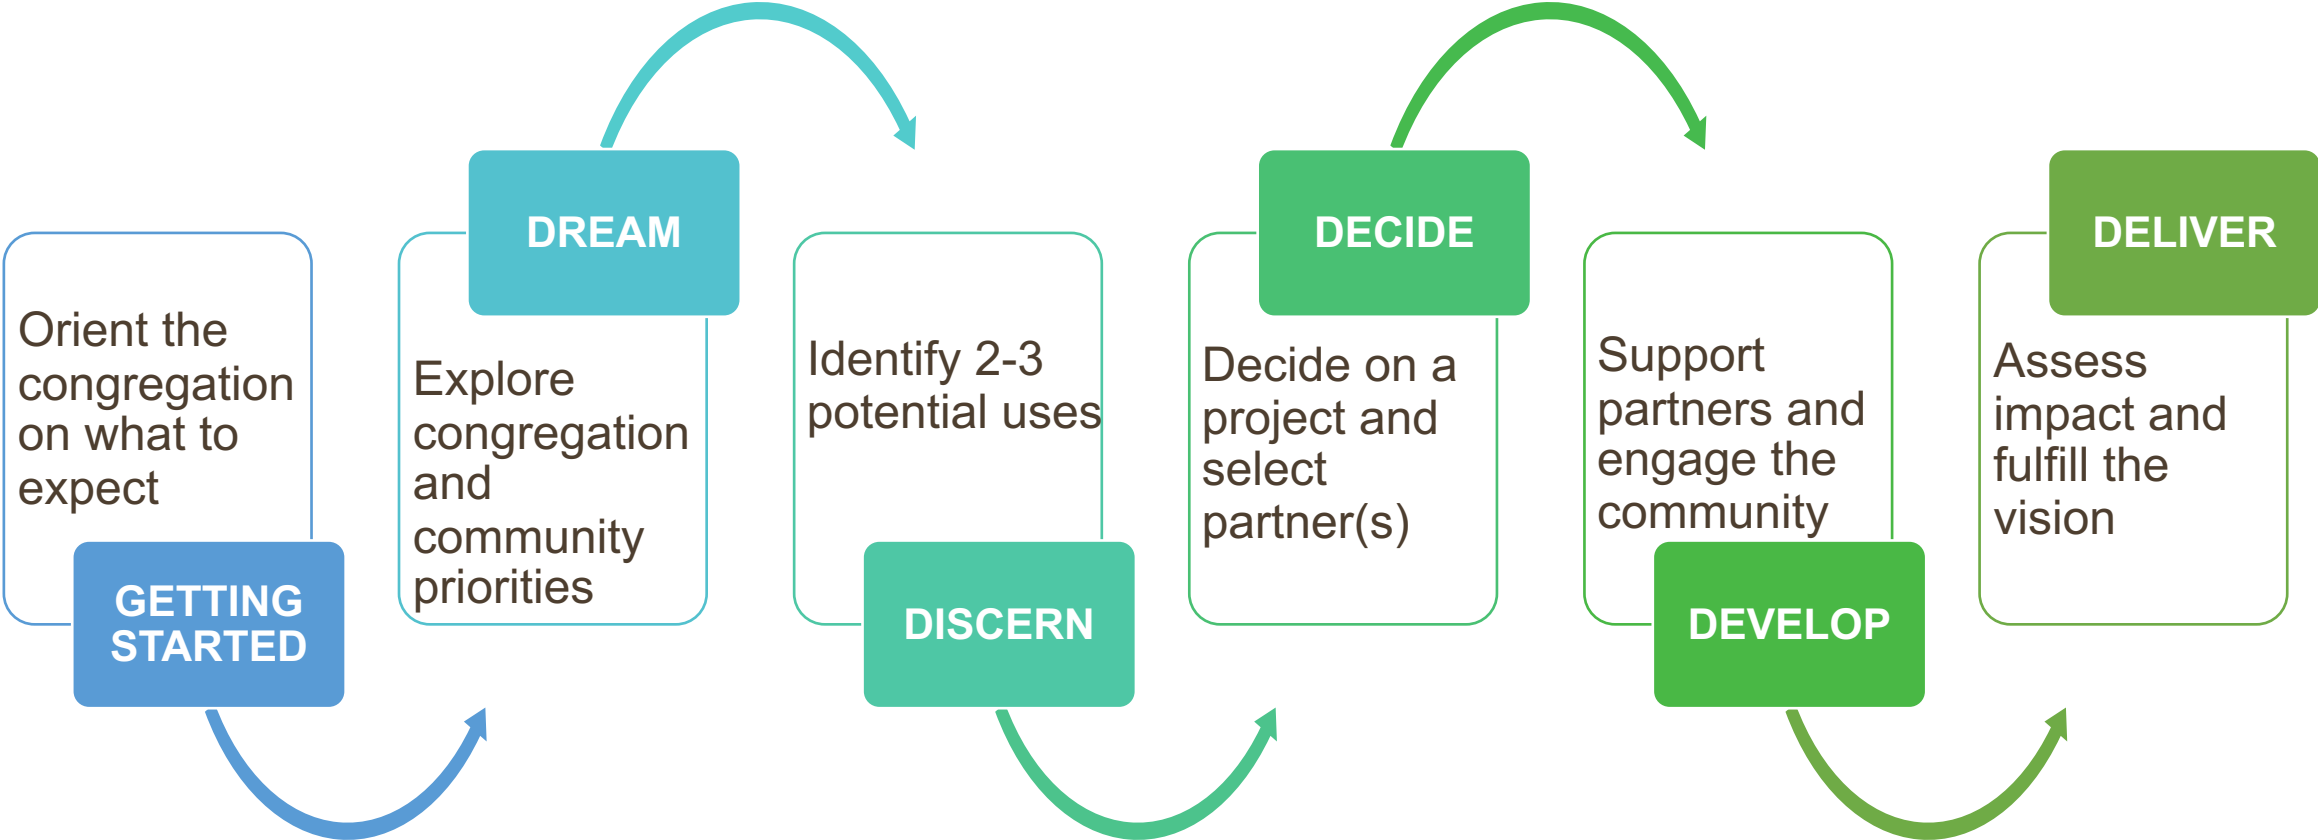 Orient the
congregation
on what to
expect
GETTING
STARTED
DREAM
Explore
congregation
and
community
priorities
Identify 2-3
potential uses
DISCERN
DECIDE
Decide on a
project and
select
partner(s)
Support
partners and
engage the
community
DEVELOP
DELIVER
Assess
impact and
fulfill the
vision